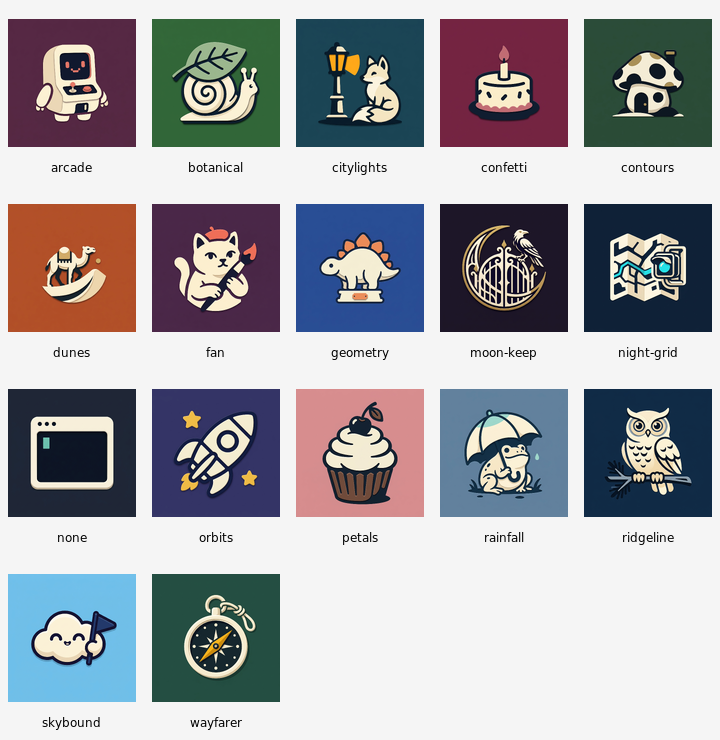 arcade
botanical
citylights
confetti
contours
dunes
fan
geometry
moon-keep
night-grid
none
orbits
petals
rainfall
ridgeline
skybound
wayfarer